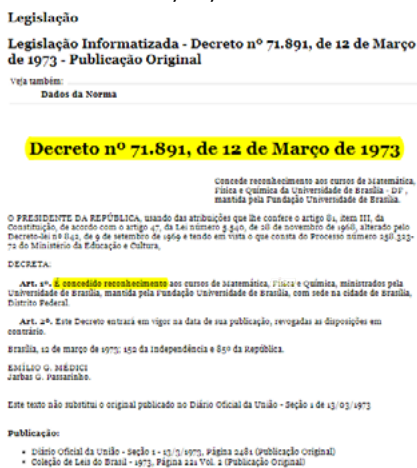 Legislação
Legislação Informatizada - Decreto nº 71.891, de 12 de Março
de 1973 - Publicação Original
Veja também:
Dados da Norma
Decreto nº 71.891, de 12 de Março de 1973
Concede reconhecimento aos cursos de Matemática,
Física e Química da Universidade de Brasília - DF ,
mantida pela Fundação Universidade de Brasília.
O PRESIDENTE DA REPÚBLICA, usando das atribuições que lhe confere o artigo 81, item III, da
Constituição, de acordo com o artigo 47, da Lei número 5.540, de 28 de novembro de 1968, alterado pelo
Decreto-lei nº 842, de 9 de setembro de 1969 e tendo em vista o que consta do Processo número 258.323-
72 do Ministério da Educação e Cultura,
DECRETA:
Art. 1º. É concedido reconhecimento aos cursos de Matemática, Física e Química, ministrados pela
Universidade de Brasília, mantida pela Fundação Universidade de Brasília, com sede na cidade de Brasília,
Distrito Federal.
Art. 2º. Este Decreto entrará em vigor na data de sua publicação, revogadas as disposições em
contrário.
Brasília, 12 de março de 1973; 152 da Independência e 85º da República.
EMÍLIO G. MÉDICI
Jarbas G. Passarinho.
Este texto não substitui o original publicado no Diário Oficial da União - Seção 1 de 13/03/1973
Publicação:
• Diário Oficial da União - Seção 1 - 13/3/1973, Página 2481 (Publicação Original)
• Coleção de Leis do Brasil - 1973, Página 221 Vol. 2 (Publicação Original)